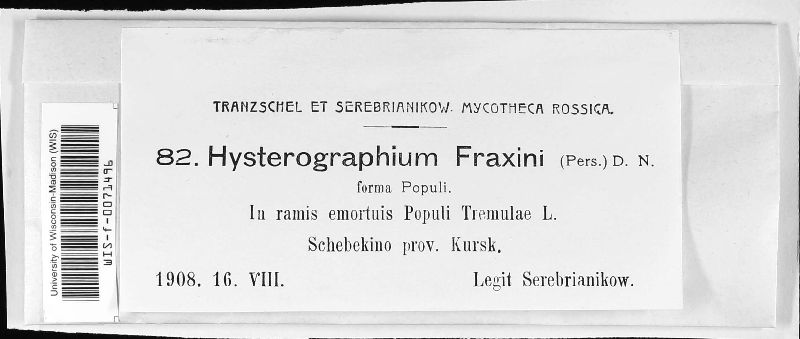 TRANZSCHEL ET SEREBRIANIKOW. MYCOTHECA ROSSICA.
82. Hysterographium Fraxini (Pers.) D. N.
forma Populi.
In ramis emortuis Populi Tremulae L.
Schebekino prov. Kursk.
1908. 16. VIII. Legit Serebrianikow.
University of Wisconsin-Madison (WIS)
WIS-f-0071496